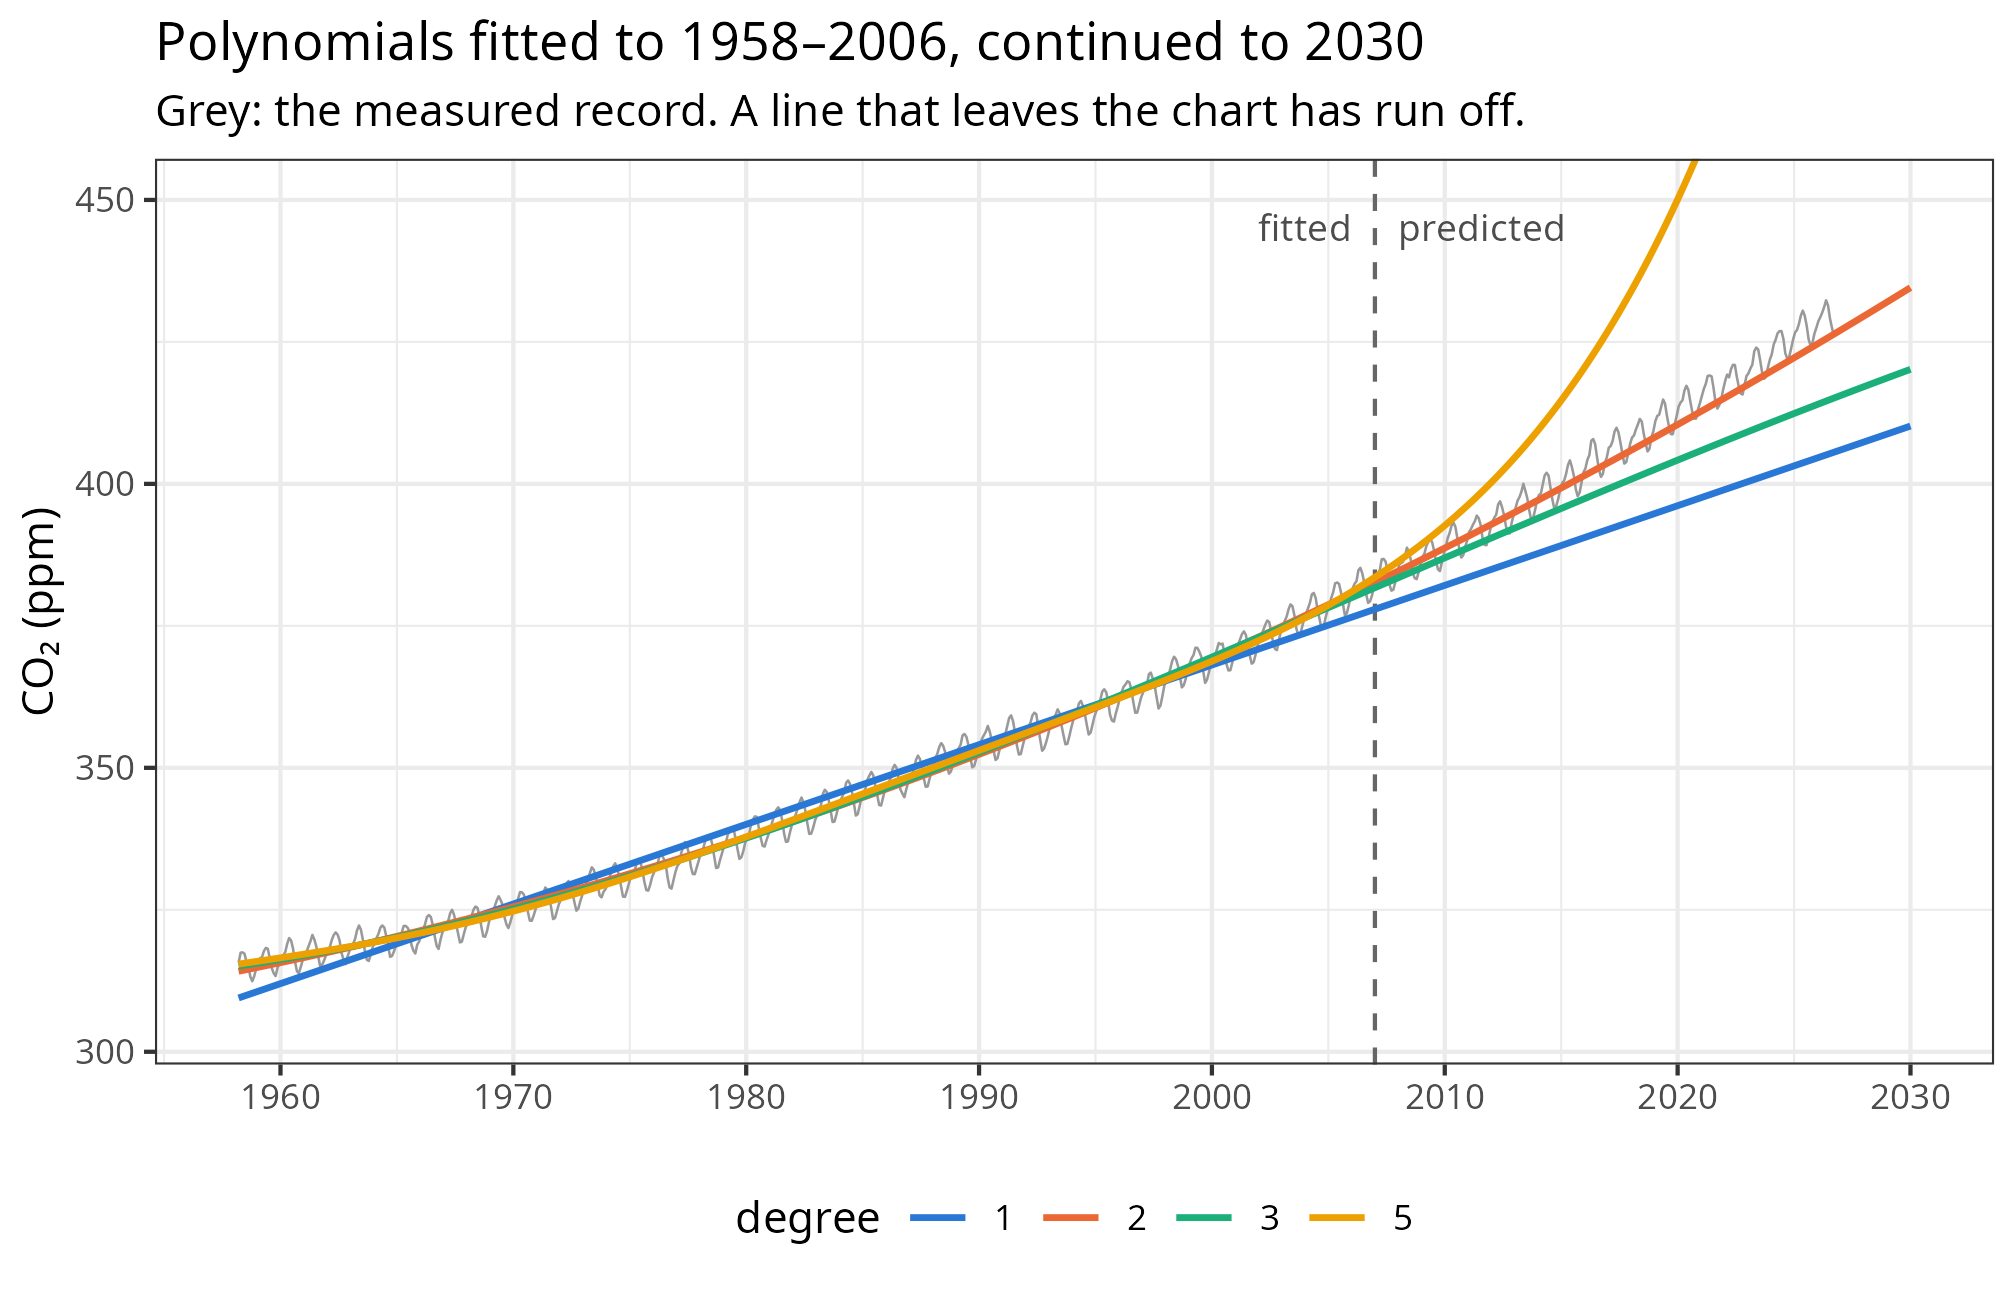 Polynomials fitted to 1958–2006, continued to 2030
Grey: the measured record. A line that leaves the chart has run off.
450
fitted
predicted
400
CO₂ (ppm)
350
300
1960 1970 1980 1990 2000 2010 2020 2030
degree 1 2 3 5